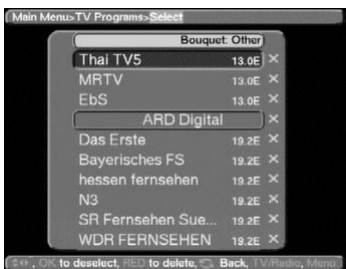 Main Menu>TV Programs>Select
Bouquet: Other
Thai TV5 13.0E ×
MRTV 13.0E ×
EbS 13.0E ×
ARD Digital ×
Das Erste 19.2E ×
Bayerisches FS 19.2E ×
hessen fernsehen 19.2E ×
N3 19.2E ×
SR Fernsehen Sue... 19.2E ×
WDR FERNSEHEN 19.2E ×
, OK to deselect, RED to delete, Back, TV/Radio, Menu